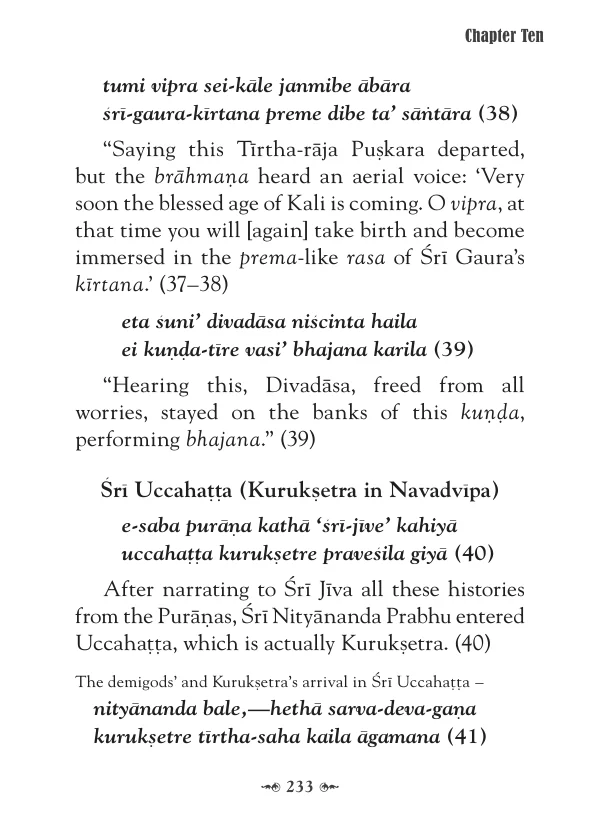 Chapter Ten
tumi vipra sei-kāle janmibe ābāra
śrī-gaura-kīrtana preme dibe ta’ sāṅtāra (38)
“Saying this Tīrtha-rāja Puṣkara departed,
but the brāhmaṇa heard an aerial voice: ‘Very
soon the blessed age of Kali is coming. O vipra, at
that time you will [again] take birth and become
immersed in the prema-like rasa of Śrī Gaura’s
kīrtana.’ (37–38)
eta śuni’ divadāsa niścinta haila
ei kuṇḍa-tīre vasi’ bhajana karila (39)
“Hearing this, Divadāsa, freed from all
worries, stayed on the banks of this kuṇḍa,
performing bhajana.” (39)
Śrī Uccahaṭṭa (Kurukṣetra in Navadvīpa)
e-saba purāṇa kathā ‘śrī-jīve’ kahiyā
uccahaṭṭa kurukṣetre pravesila giyā (40)
After narrating to Śrī Jīva all these histories
from the Purāṇas, Śrī Nityānanda Prabhu entered
Uccahaṭṭa, which is actually Kurukṣetra. (40)
The demigods’ and Kurukṣetra’s arrival in Śrī Uccahaṭṭa –
nityānanda bale,—hethā sarva-deva-gaṇa
kurukṣetre tīrtha-saha kaila āgamana (41)
233